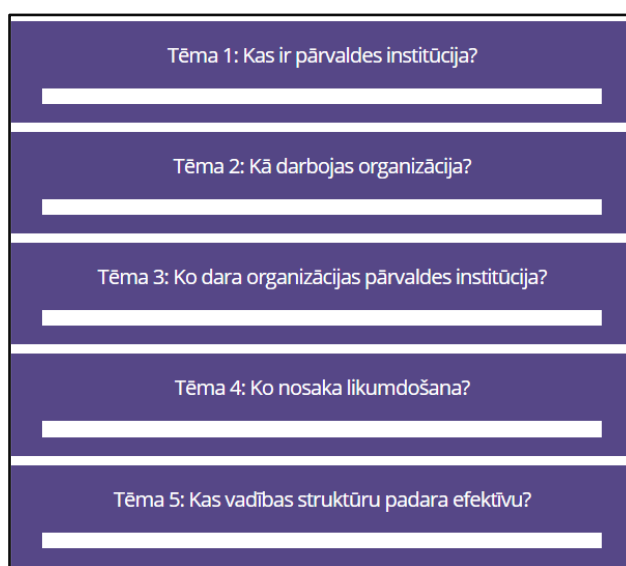 Tēma 1: Kas ir pārvaldes institūcija?
Tēma 2: Kā darbojas organizācija?
Tēma 3: Ko dara organizācijas pārvaldes institūcija?
Tēma 4: Ko nosaka likumdošana?
Tēma 5: Kas vadības struktūru padara efektīvu?